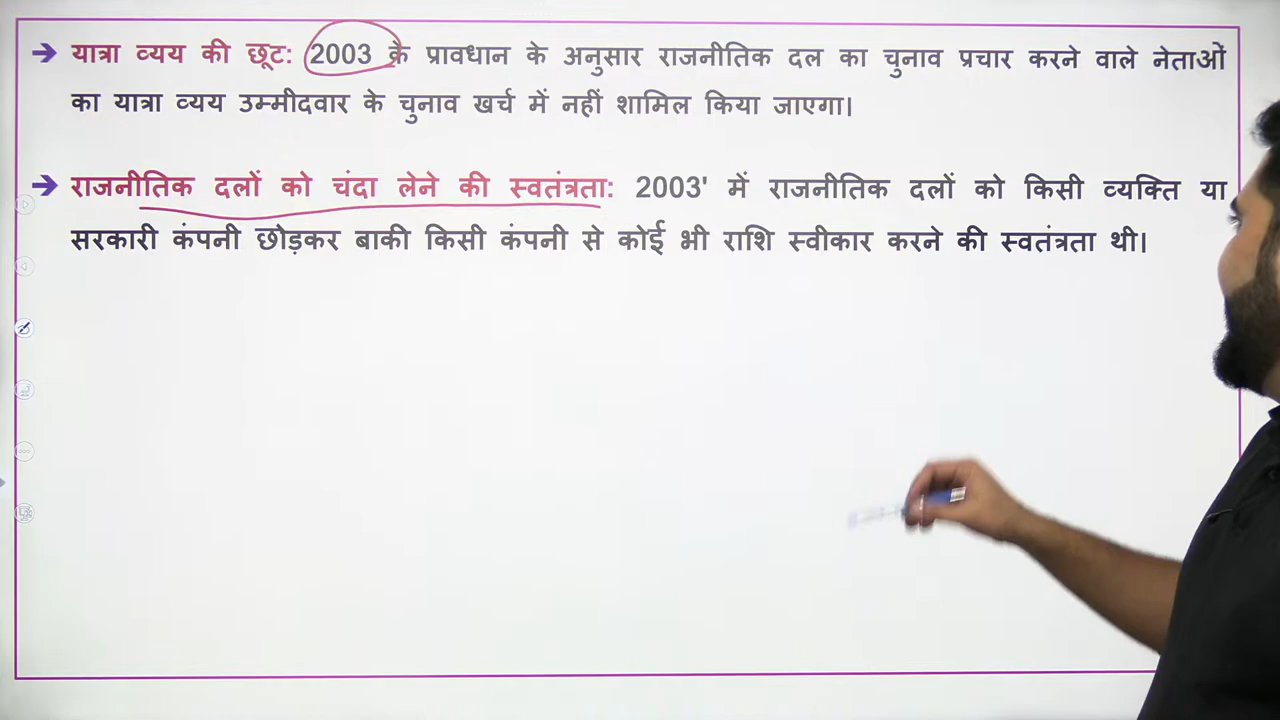 → यात्रा व्यय की छूट: 2003 के प्रावधान के अनुसार राजनीतिक दल का चुनाव प्रचार करने वाले नेताओं
का यात्रा व्यय उम्मीदवार के चुनाव खर्च में नहीं शामिल किया जाएगा।
→ राजनीतिक दलों को चंदा लेने की स्वतंत्रता: 2003' में राजनीतिक दलों को किसी व्यक्ति या
सरकारी कंपनी छोड़कर बाकी किसी कंपनी से कोई भी राशि स्वीकार करने की स्वतंत्रता थी।